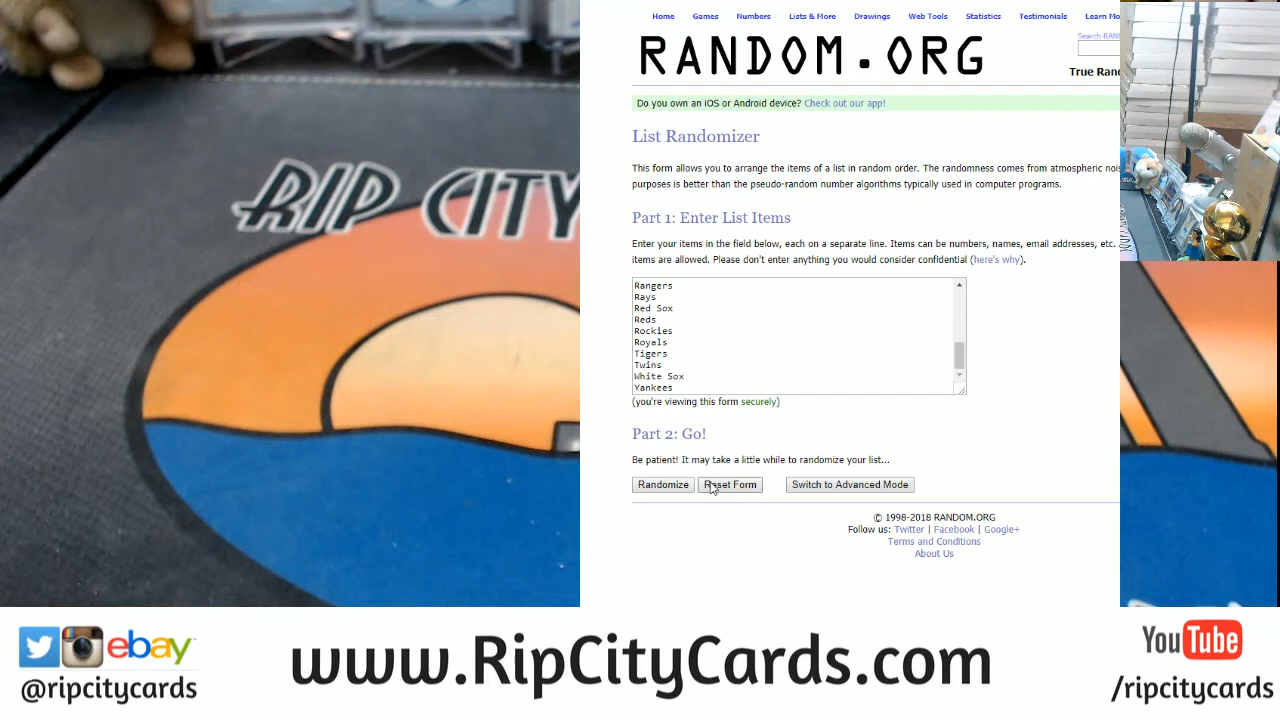 Home Games Numbers Lists & More Drawings Web Tools Statistics Testimonials Learn Mo
RANDOM.ORG
Search RAND
True Rand
Do you own an iOS or Android device? Check out our app!
List Randomizer
This form allows you to arrange the items of a list in random order. The randomness comes from atmospheric noi
purposes is better than the pseudo-random number algorithms typically used in computer programs.
Part 1: Enter List Items
Enter your items in the field below, each on a separate line. Items can be numbers, names, email addresses, etc.
items are allowed. Please don't enter anything you would consider confidential (here's why).
Rangers
Rays
Red Sox
Reds
Rockies
Royals
Tigers
Twins
White Sox
Yankees
(you're viewing this form securely)
Part 2: Go!
Be patient! It may take a little while to randomize your list...
Randomize Reset Form Switch to Advanced Mode
© 1998-2018 RANDOM.ORG
Follow us: Twitter | Facebook | Google+
Terms and Conditions
About Us
RIP CITY
ebay
@ripcitycards
www.RipCityCards.com
YouTube
/ripcitycards